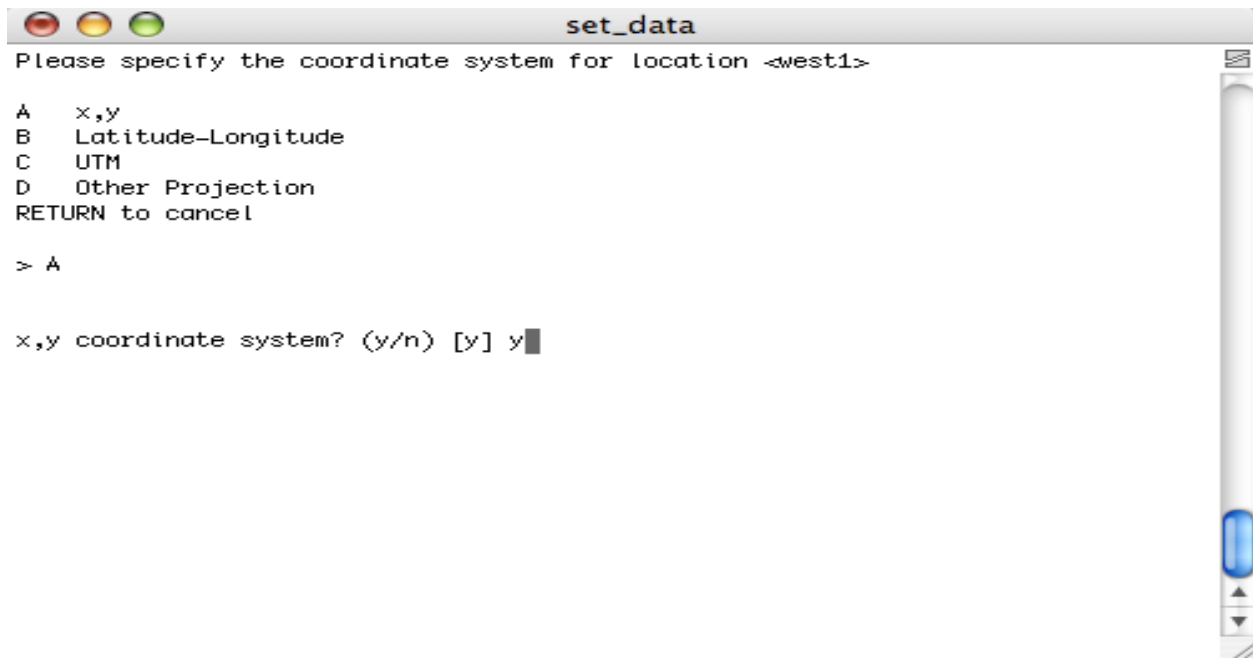 set_data
Please specify the coordinate system for location <west1>
A x,y
B Latitude-Longitude
C UTM
D Other Projection
RETURN to cancel
> A
x,y coordinate system? (y/n) [y] y